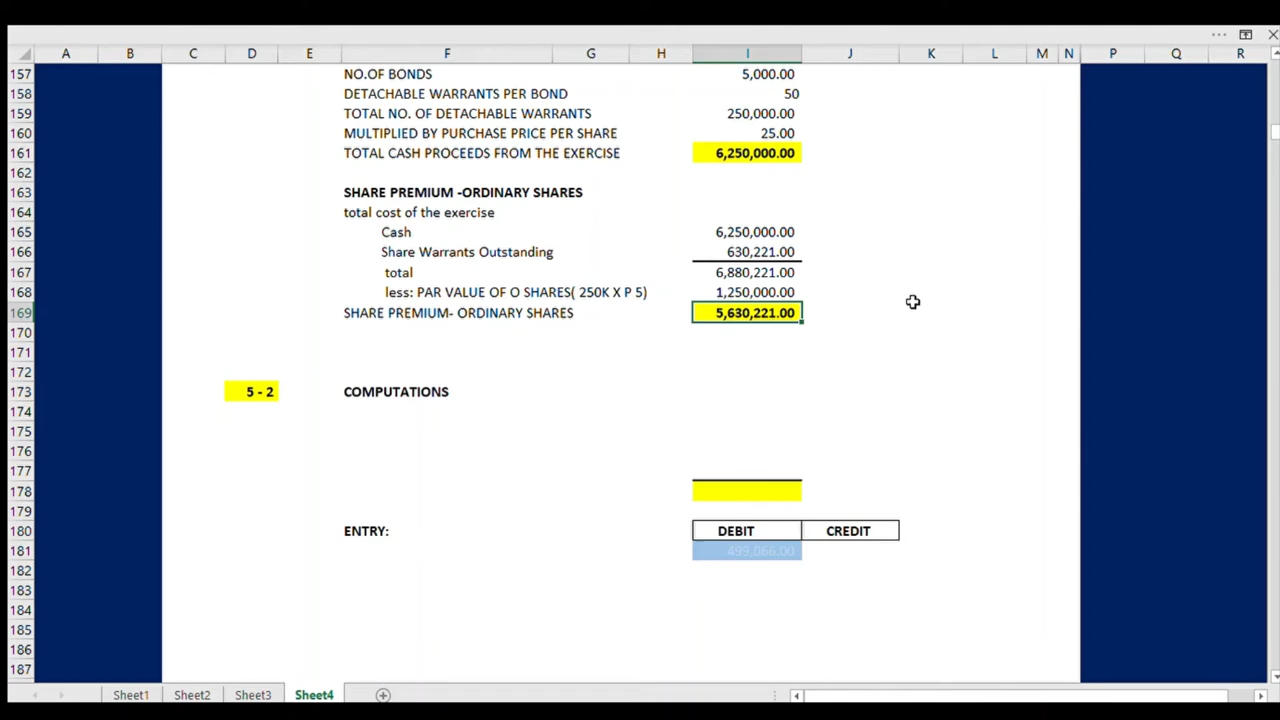 A B C D E F G H I J K L M N P Q R
157 NO.OF BONDS 5,000.00
158 DETACHABLE WARRANTS PER BOND 50
159 TOTAL NO. OF DETACHABLE WARRANTS 250,000.00
160 MULTIPLIED BY PURCHASE PRICE PER SHARE 25.00
161 TOTAL CASH PROCEEDS FROM THE EXERCISE 6,250,000.00
162
163 SHARE PREMIUM -ORDINARY SHARES
164 total cost of the exercise
165 Cash 6,250,000.00
166 Share Warrants Outstanding 630,221.00
167 total 6,880,221.00
168 less: PAR VALUE OF O SHARES( 250K X P 5) 1,250,000.00
169 SHARE PREMIUM- ORDINARY SHARES 5,630,221.00
170
171
172
173 5 - 2 COMPUTATIONS
174
175
176
177
178
179
180 ENTRY: DEBIT CREDIT
181 499,066.00
182
183
184
185
186
187
Sheet1 Sheet2 Sheet3 Sheet4